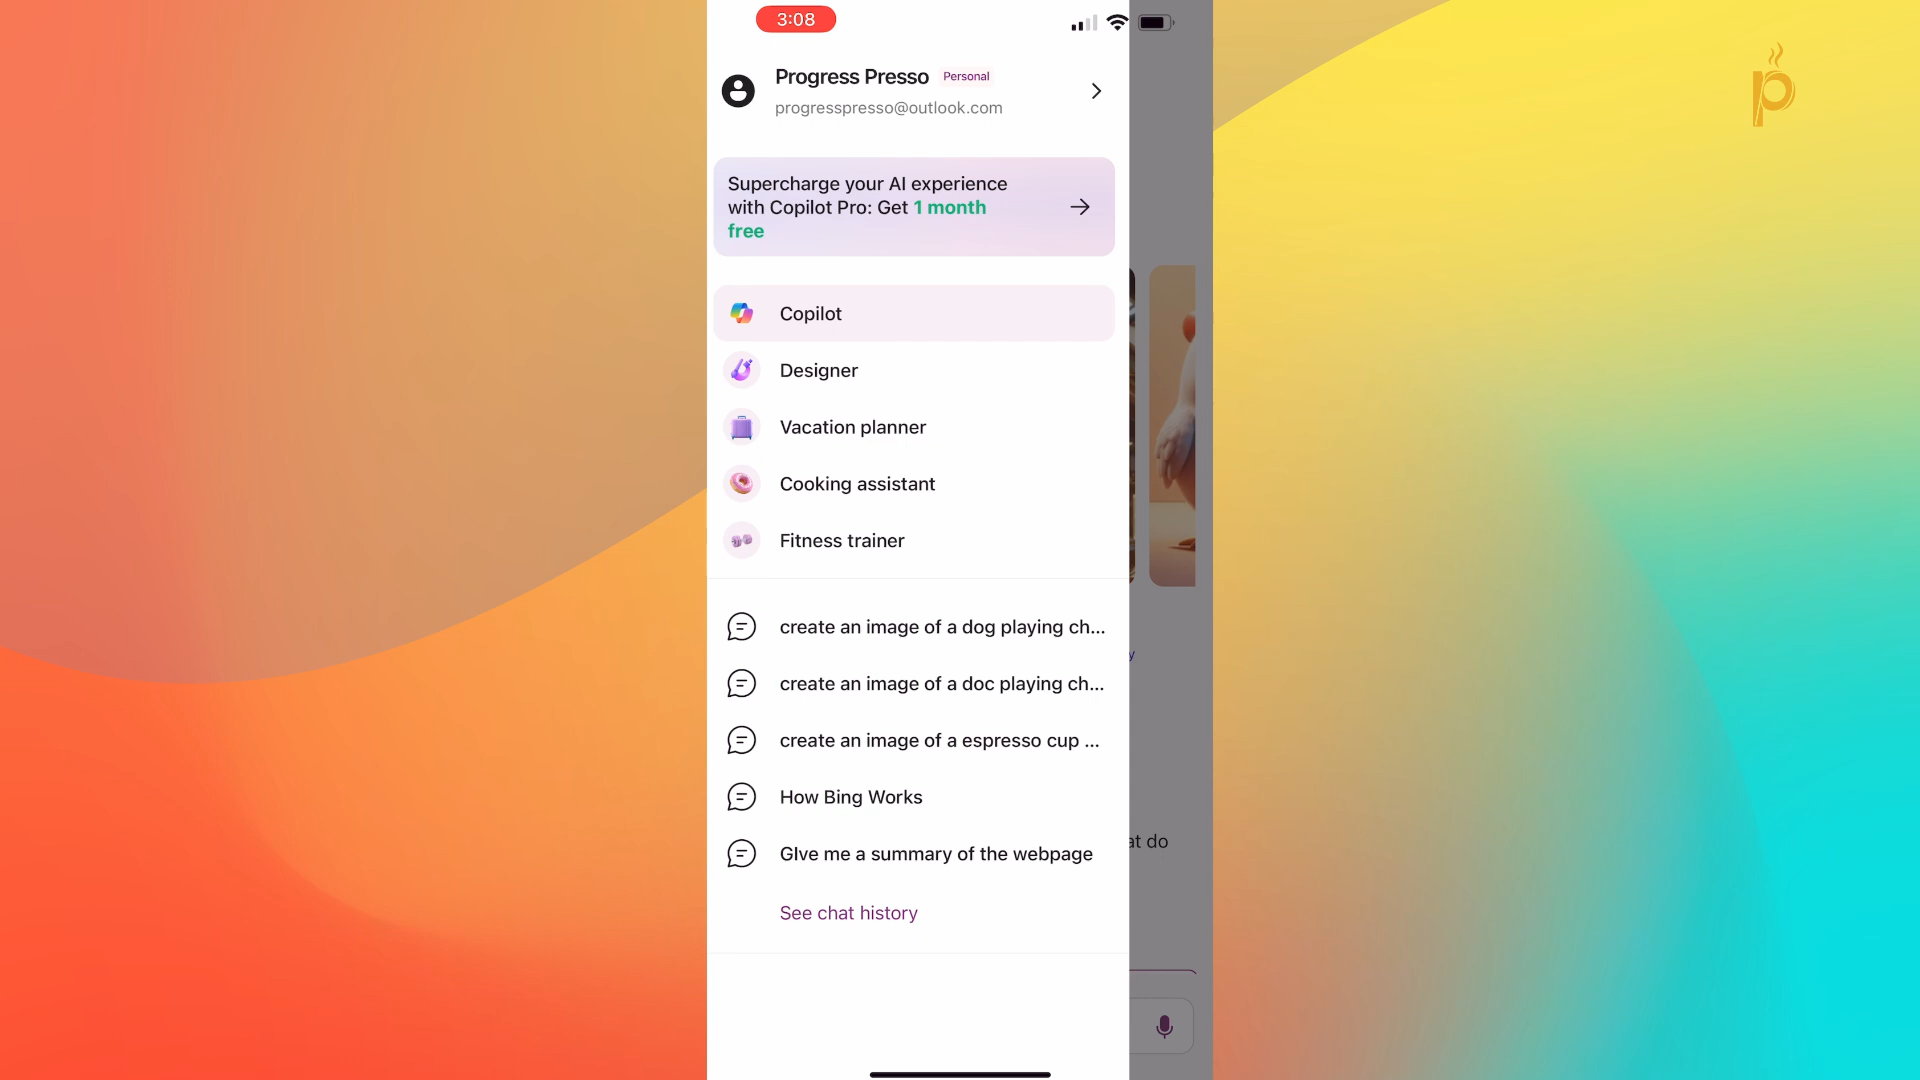 3:08
Progress Presso Personal
progresspresso@outlook.com
Supercharge your AI experience
with Copilot Pro: Get 1 month
free
Copilot
Designer
Vacation planner
Cooking assistant
Fitness trainer
create an image of a dog playing ch...
create an image of a doc playing ch...
create an image of a espresso cup ...
How Bing Works
GIve me a summary of the webpage
See chat history
y
at do
p